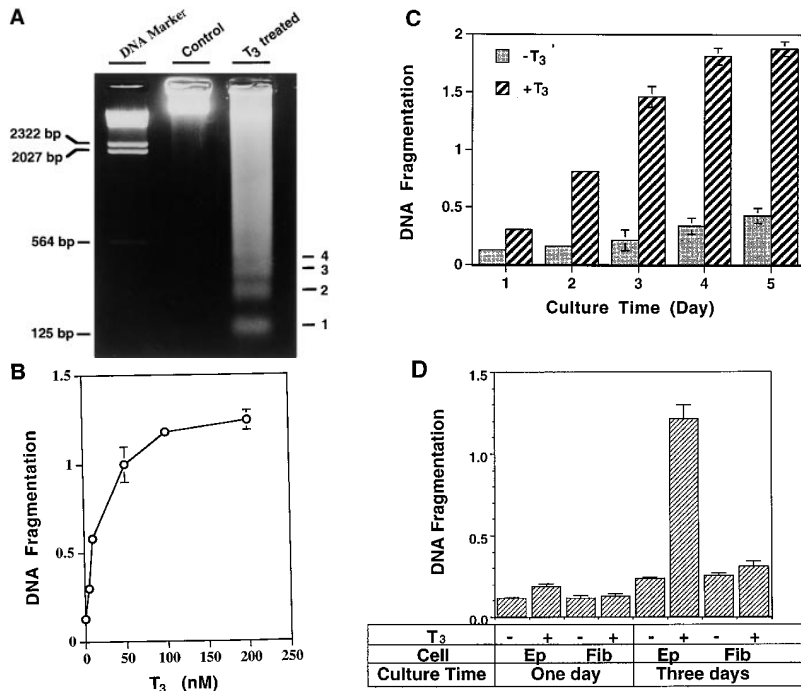 A
DNA Marker
Control
T3 treated
2322 bp
2027 bp
564 bp
125 bp
4
3
2
1
B
DNA Fragmentation
1.5
1
0.5
0
0 50 100 150 200 250
T3 (nM)
C
DNA Fragmentation
2
1.5
1
0.5
0
-T3
+T3
1 2 3 4 5
Culture Time (Day)
D
DNA Fragmentation
1.5
1.0
0.5
0.0
T3 - + - + - + - +
Cell Ep Fib Ep Fib
Culture Time One day Three days